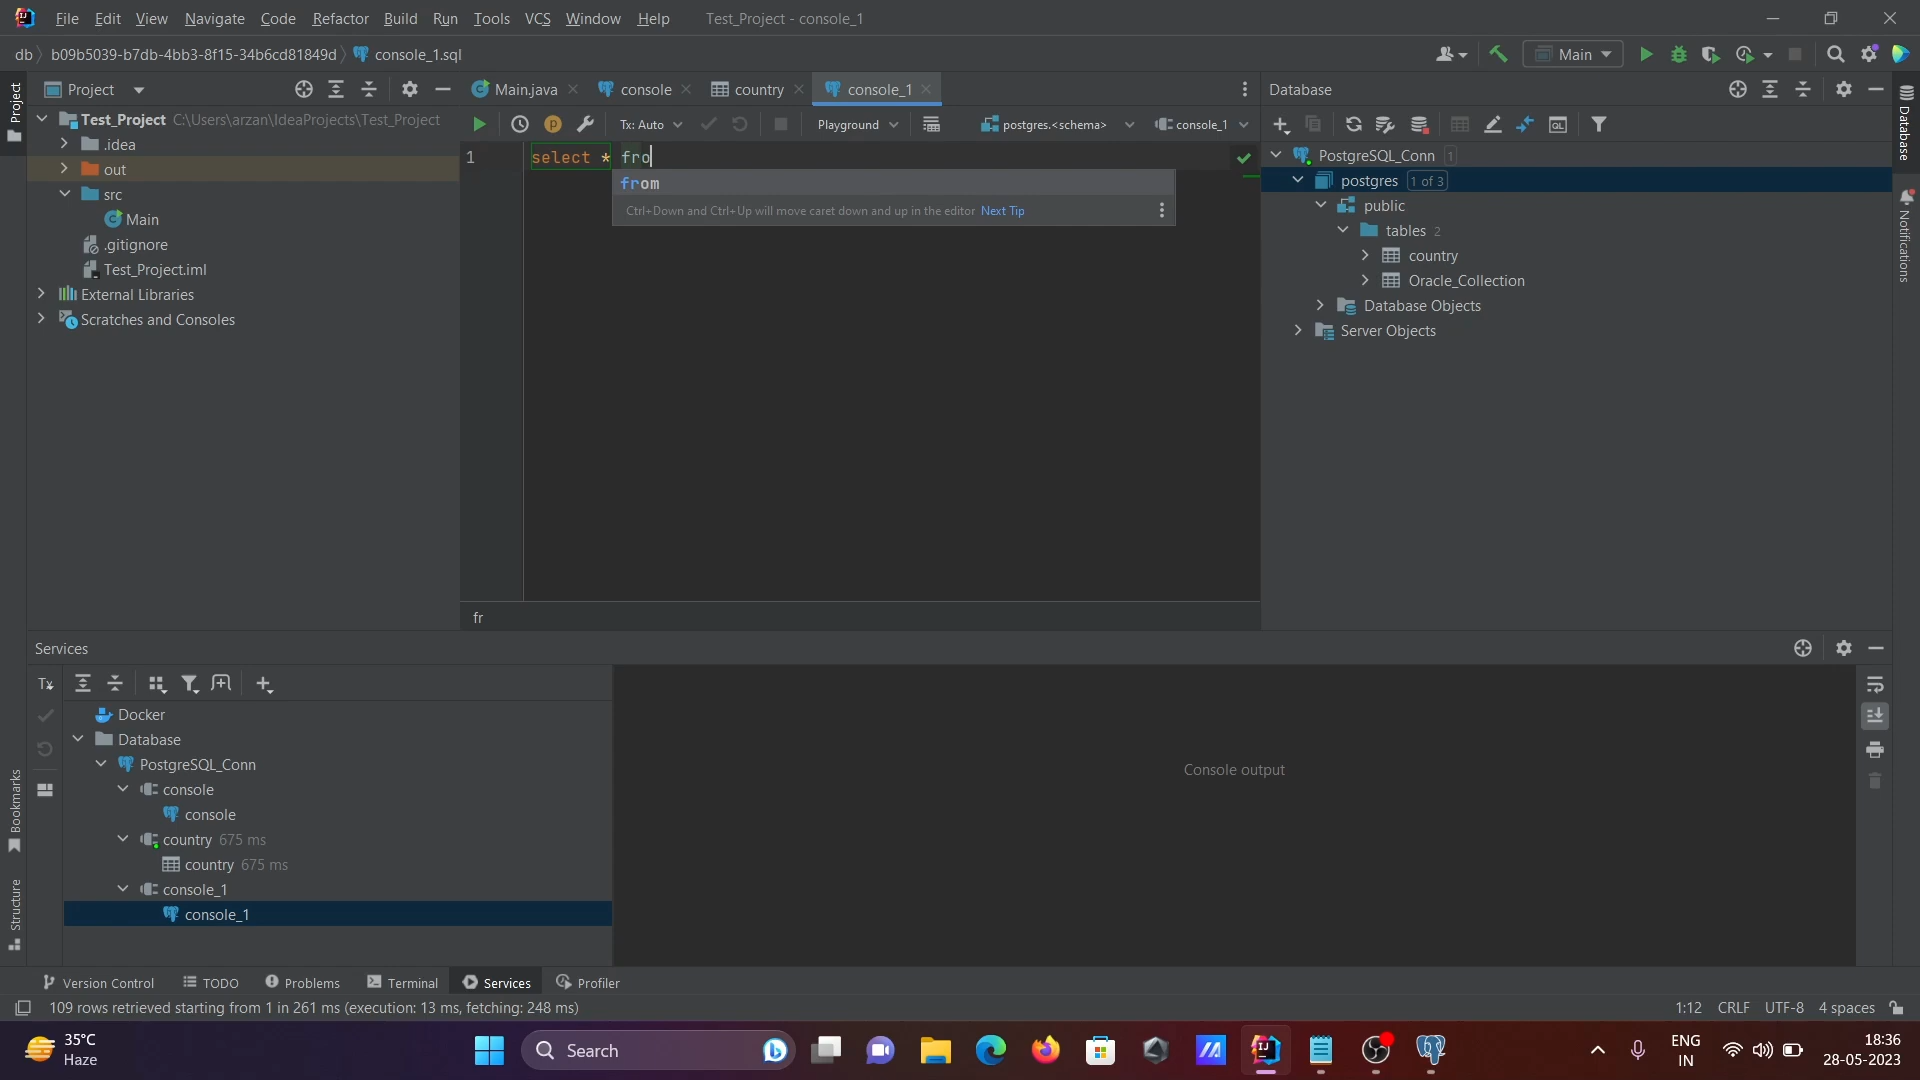 File Edit View Navigate Code Refactor Build Run Tools VCS Window Help Test_Project - console_1
db b09b5039-b7db-4bb3-8f15-34b6cd81849d console_1.sql Main
Project
Project
Main.java console country console_1
Database
Database
Notifications
Test_Project C:\Users\arzan\IdeaProjects\Test_Project
.idea
out
src
Main
.gitignore
Test_Project.iml
External Libraries
Scratches and Consoles
Tx: Auto Playground postgres.<schema> console_1
1 select * fro
from
Ctrl+Down and Ctrl+Up will move caret down and up in the editor Next Tip
fr
PostgreSQL_Conn 1
postgres 1 of 3
public
tables 2
country
Oracle_Collection
Database Objects
Server Objects
Services
Tx
Docker
Database
PostgreSQL_Conn
console
console
country 675 ms
country 675 ms
console_1
console_1
Console output
Bookmarks
Structure
Version Control TODO Problems Terminal Services Profiler
109 rows retrieved starting from 1 in 261 ms (execution: 13 ms, fetching: 248 ms) 1:12 CRLF UTF-8 4 spaces
35°C
Haze
Search
ENG
IN
18:36
28-05-2023